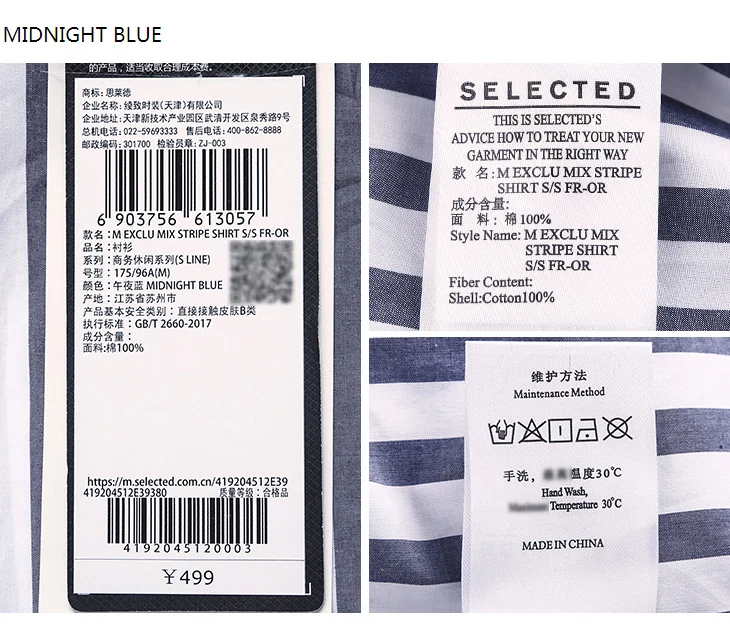 MIDNIGHT BLUE
的产品，适当收取合理成本费。
商标: 思莱德
企业名称: 绫致时装(天津)有限公司
企业地址: 天津新技术产业园区武清开发区泉秀路9号
总机电话: 022-59693333 售后电话: 400-862-8888
邮政编码: 301700 检验员章: ZJ-003
6 903756 613057
款名: M EXCLU MIX STRIPE SHIRT S/S FR-OR
品名: 衬衫
系列: 商务休闲系列(S LINE)
号型: 175/96A(M)
颜色: 午夜蓝 MIDNIGHT BLUE
产地: 江苏省苏州市
产品基本安全类别: 直接接触皮肤B类
执行标准: GB/T 2660-2017
成分含量:
面料:棉100%
https://m.selected.com.cn/419204512E39
419204512E39380 质量等级: 合格品
4192045120003
￥499
SELECTED
THIS IS SELECTED'S
ADVICE HOW TO TREAT YOUR NEW
GARMENT IN THE RIGHT WAY
款 名: M EXCLU MIX STRIPE
SHIRT S/S FR-OR
成分含量:
面 料: 棉100%
Style Name: M EXCLU MIX
STRIPE SHIRT
S/S FR-OR
Fiber Content:
Shell:Cotton100%
维护方法
Maintenance Method
手洗, 温度30℃
Hand Wash,
Temperature 30℃
MADE IN CHINA